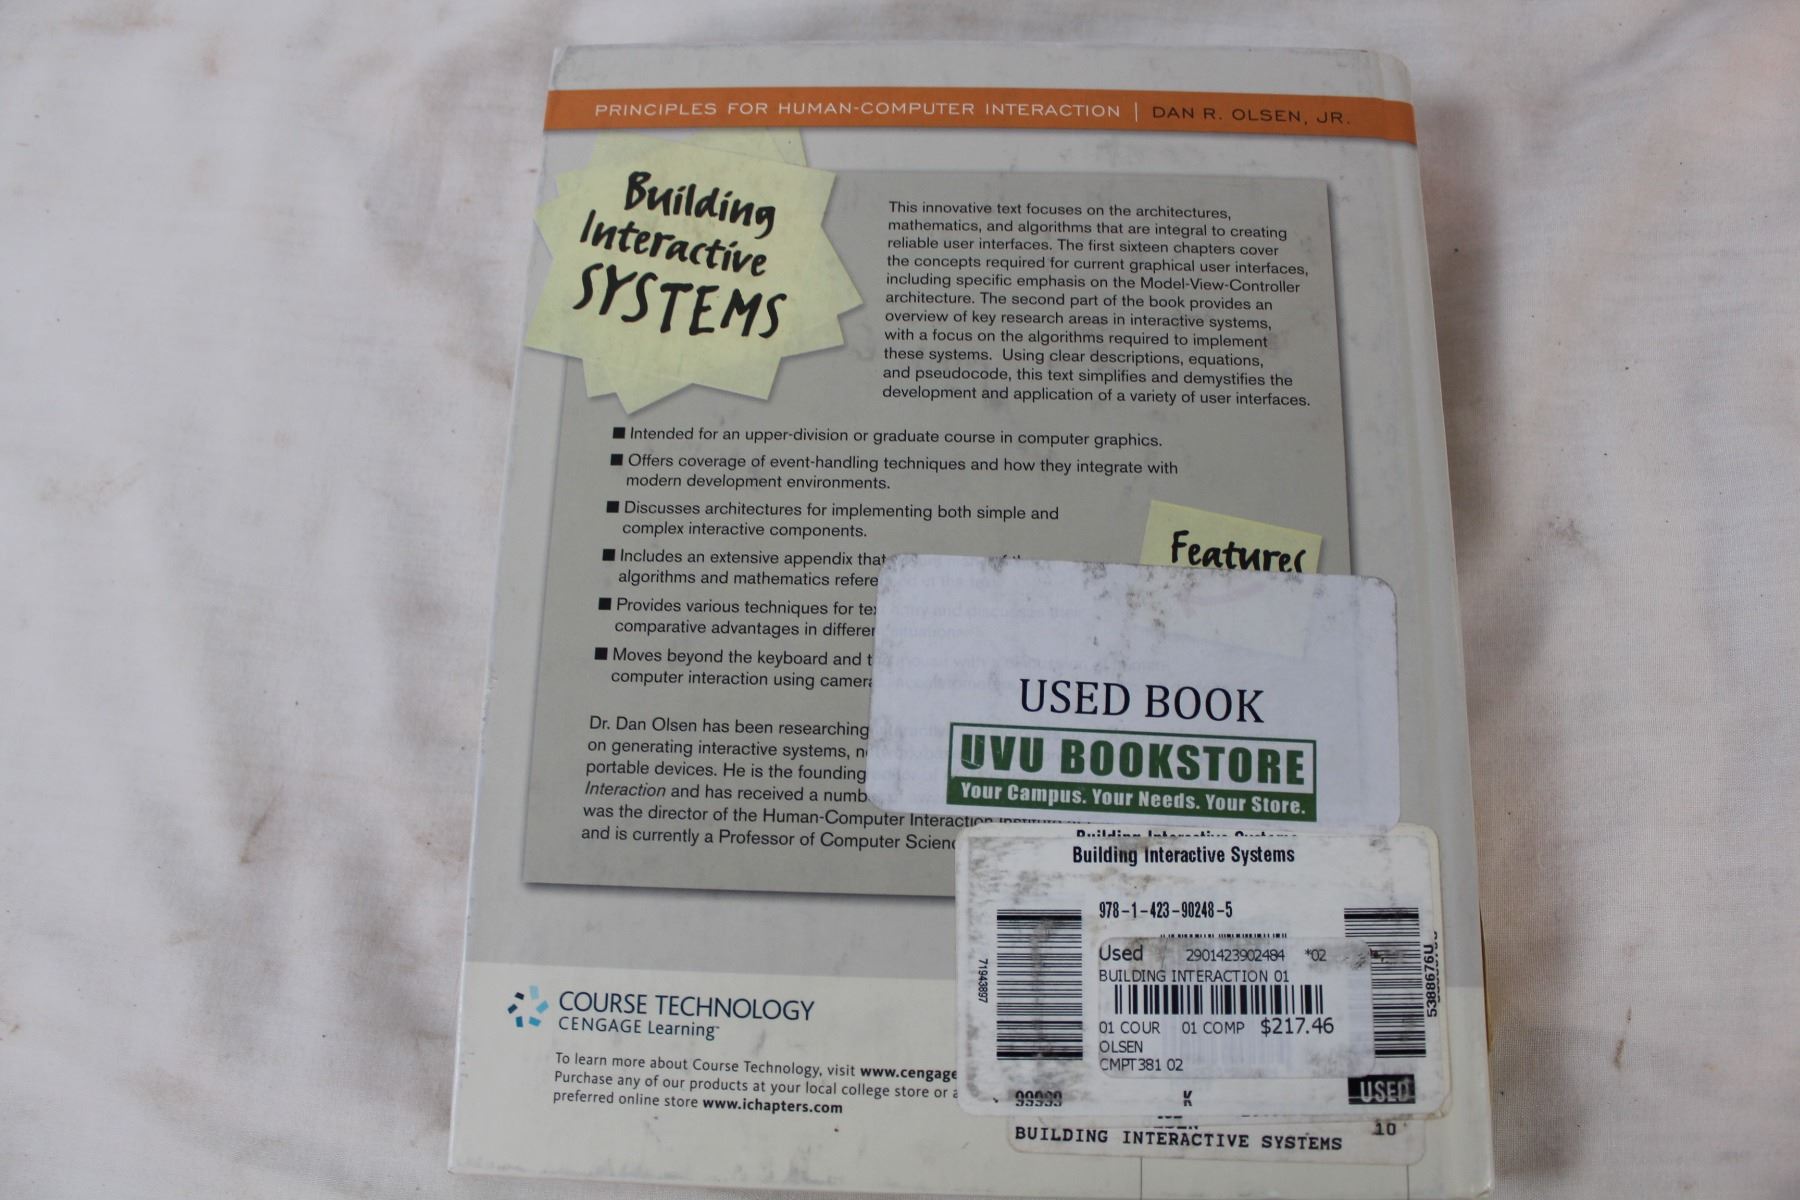 PRINCIPLES FOR HUMAN-COMPUTER INTERACTION | DAN R. OLSEN, JR.
Building
Interactive
SYSTEMS
This innovative text focuses on the architectures,
mathematics, and algorithms that are integral to creating
reliable user interfaces. The first sixteen chapters cover
the concepts required for current graphical user interfaces,
including specific emphasis on the Model-View-Controller
architecture. The second part of the book provides an
overview of key research areas in interactive systems,
with a focus on the algorithms required to implement
these systems. Using clear descriptions, equations,
and pseudocode, this text simplifies and demystifies the
development and application of a variety of user interfaces.
■ Intended for an upper-division or graduate course in computer graphics.
■ Offers coverage of event-handling techniques and how they integrate with
modern development environments.
■ Discusses architectures for implementing both simple and
complex interactive components.
Features
■ Includes an extensive appendix that
algorithms and mathematics refere
■ Provides various techniques for te
comparative advantages in differen
■ Moves beyond the keyboard and t
computer interaction using camera
Dr. Dan Olsen has been researching
on generating interactive systems, n
portable devices. He is the founding
Interaction and has received a numb
was the director of the Human-Computer Interaction
and is currently a Professor of Computer Scienc
USED BOOK
UVU BOOKSTORE
Your Campus. Your Needs. Your Store.
Building Interactive Systems
Building Interactive Systems
978-1-423-90248-5
Used 2901423902484 *02
BUILDING INTERACTION 01
01 COUR 01 COMP $217.46
OLSEN
CMPT381 02
71943897
5388676U
USED
99999 K
10
BUILDING INTERACTIVE SYSTEMS
COURSE TECHNOLOGY
CENGAGE Learning™
To learn more about Course Technology, visit www.cengage
Purchase any of our products at your local college store or a
preferred online store www.ichapters.com